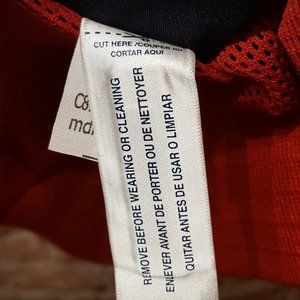 CUT HERE / COUPER ICI
CORTAR AQUI
REMOVE BEFORE WEARING OR CLEANING
ENLEVER AVANT DE PORTER OU DE NETTOYER
QUITAR ANTES DE USAR O LIMPIAR